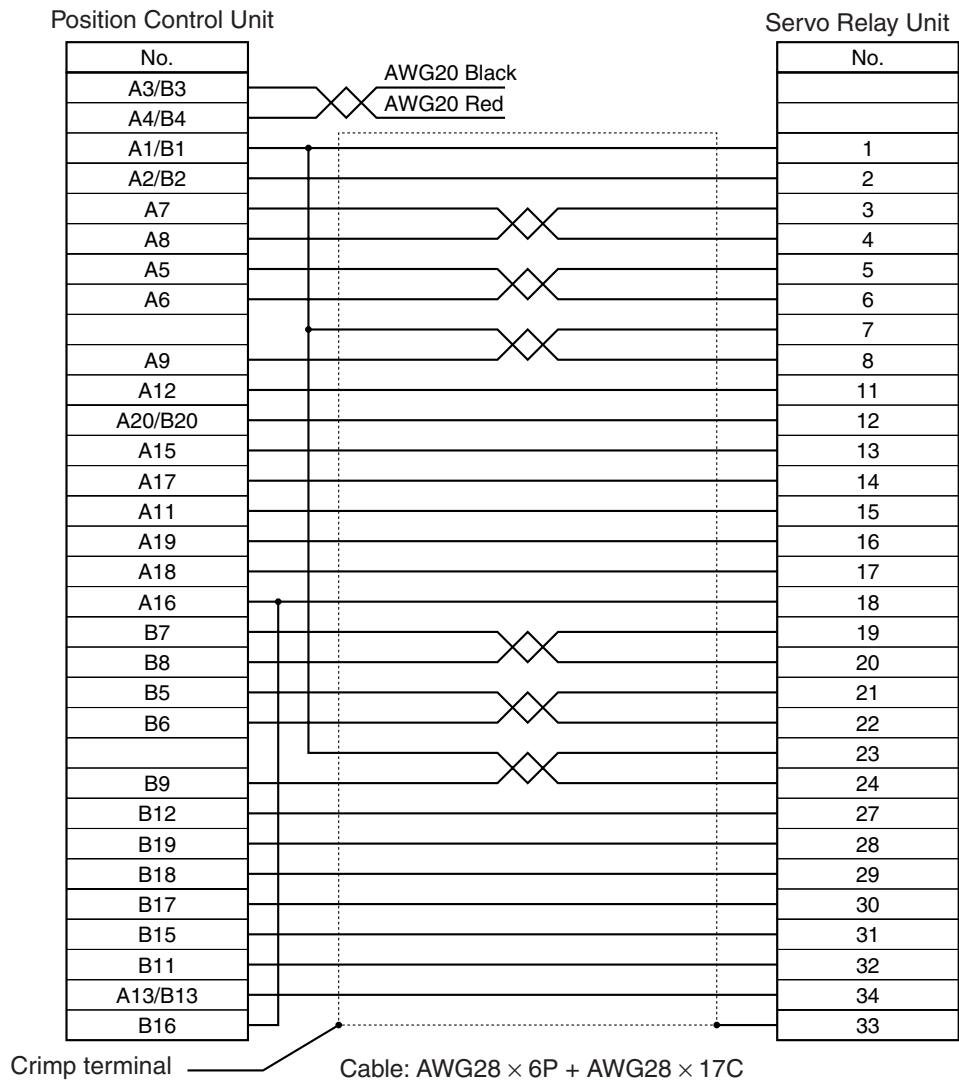 Position Control Unit Servo Relay Unit
No. No.
AWG20 Black
A3/B3
AWG20 Red
A4/B4
A1/B1 1
A2/B2 2
A7 3
A8 4
A5 5
A6 6
7
A9 8
A12 11
A20/B20 12
A15 13
A17 14
A11 15
A19 16
A18 17
A16 18
B7 19
B8 20
B5 21
B6 22
23
B9 24
B12 27
B19 28
B18 29
B17 30
B15 31
B11 32
A13/B13 34
B16 33
Crimp terminal Cable: AWG28 × 6P + AWG28 × 17C